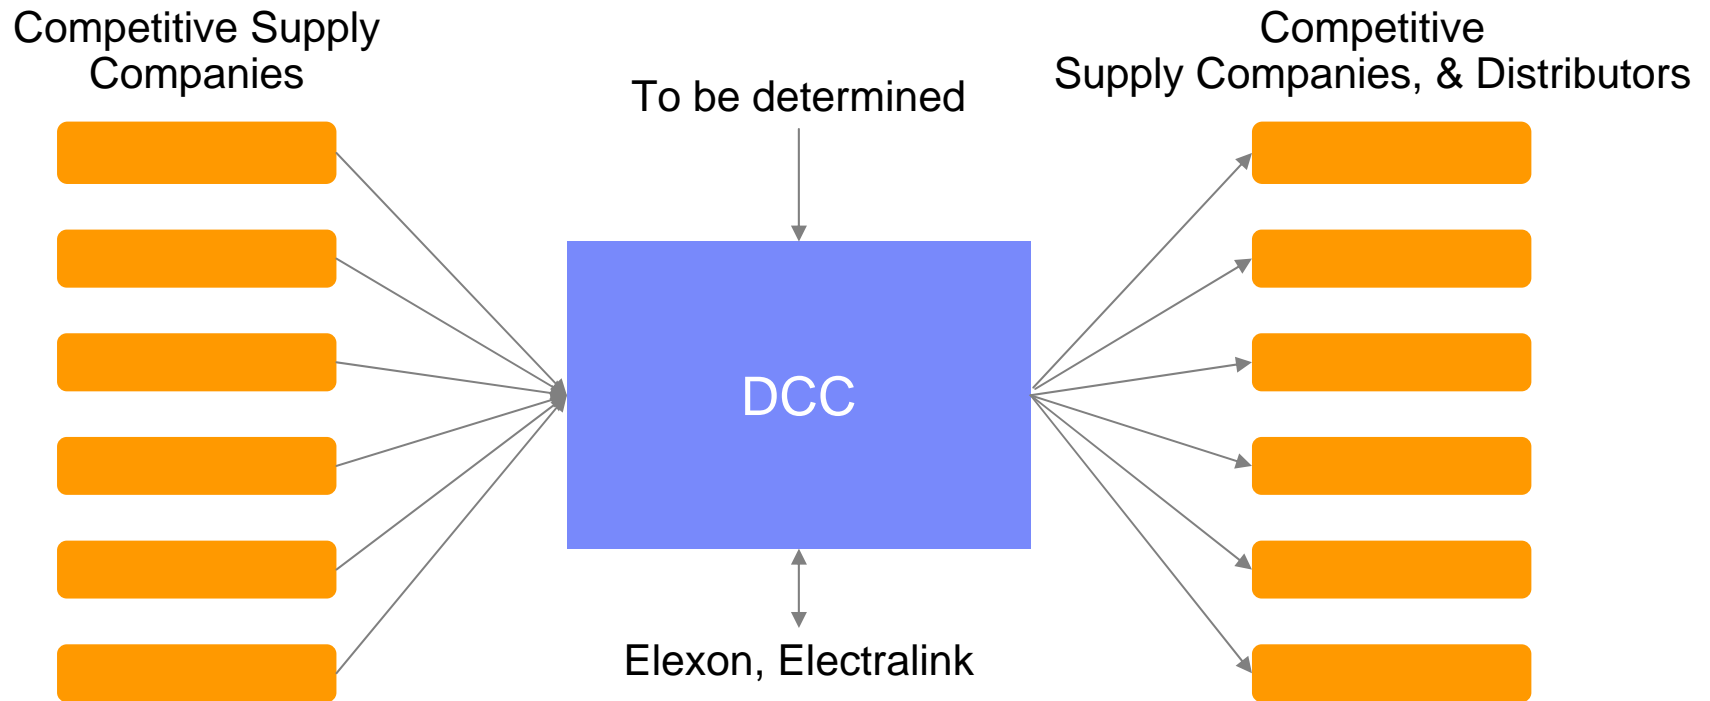 Competitive Supply
Companies
To be determined
Competitive
Supply Companies, & Distributors
DCC
Elexon, Electralink